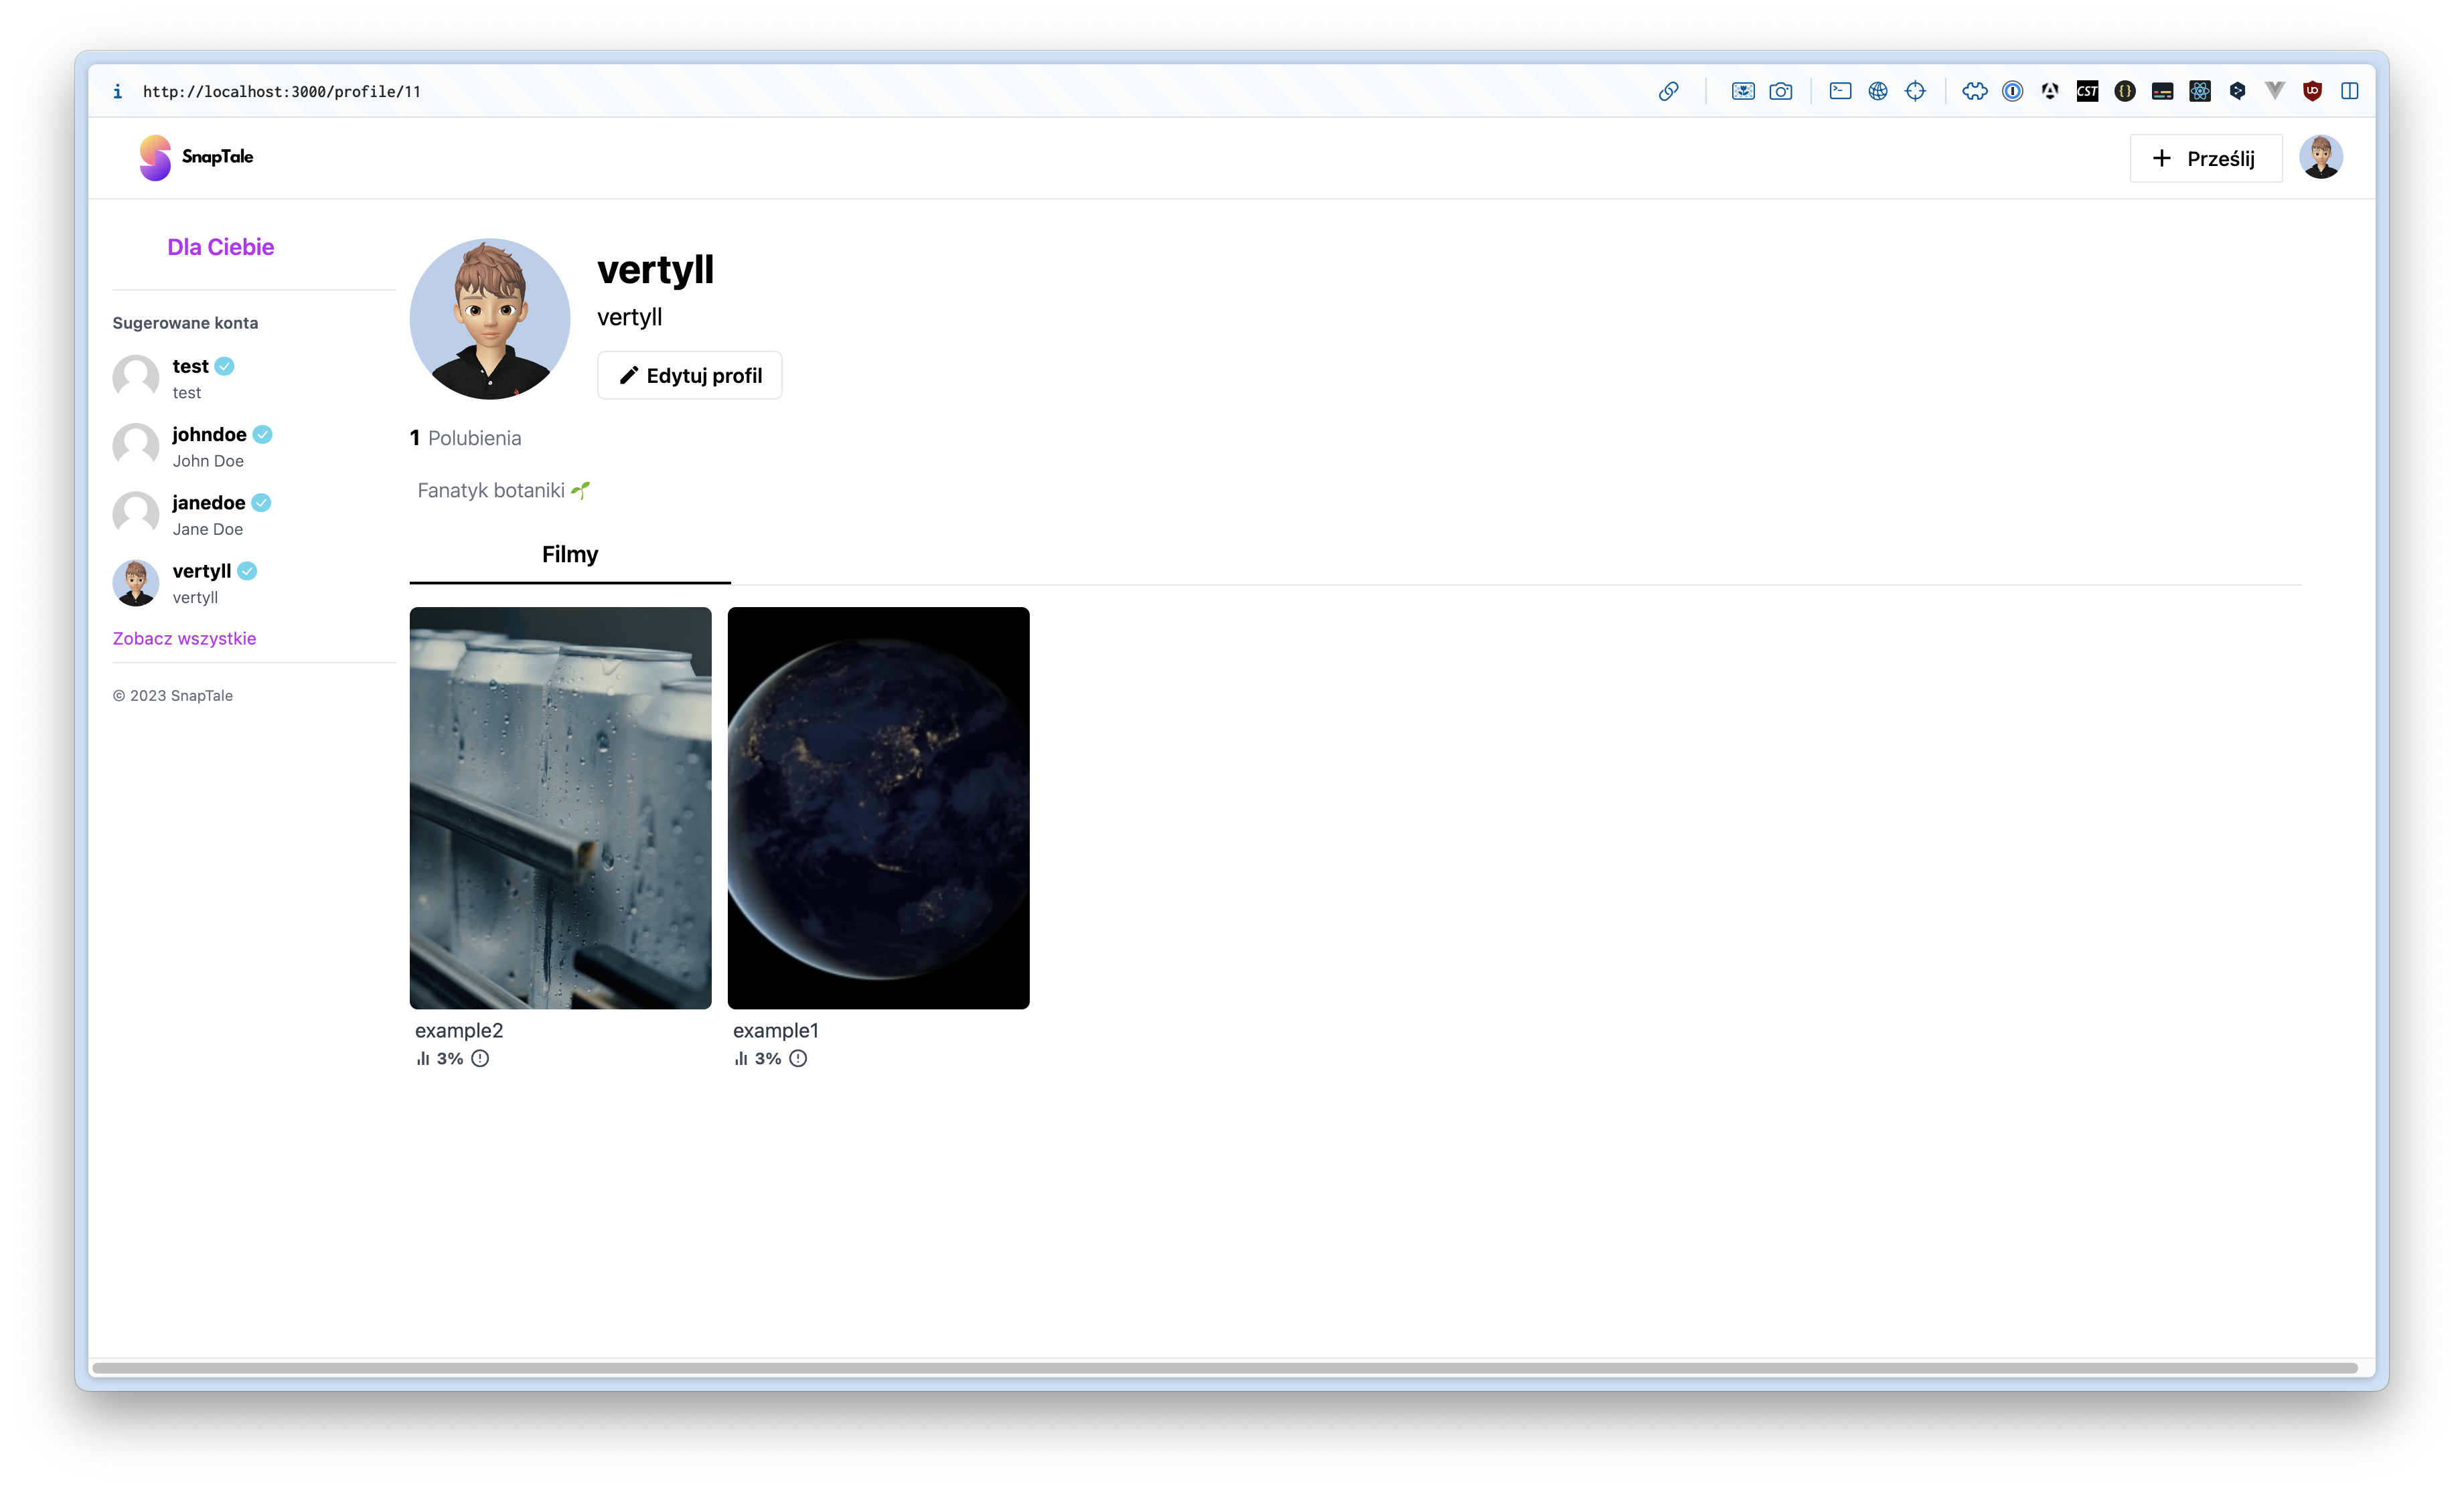 http://localhost:3000/profile/11
CST
SnapTale
Prześlij
Dla Ciebie
Sugerowane konta
test
test
johndoe
John Doe
janedoe
Jane Doe
vertyll
vertyll
Zobacz wszystkie
© 2023 SnapTale
vertyll
vertyll
Edytuj profil
1 Polubienia
Fanatyk botaniki 🌱
Filmy
example2
3%
example1
3%